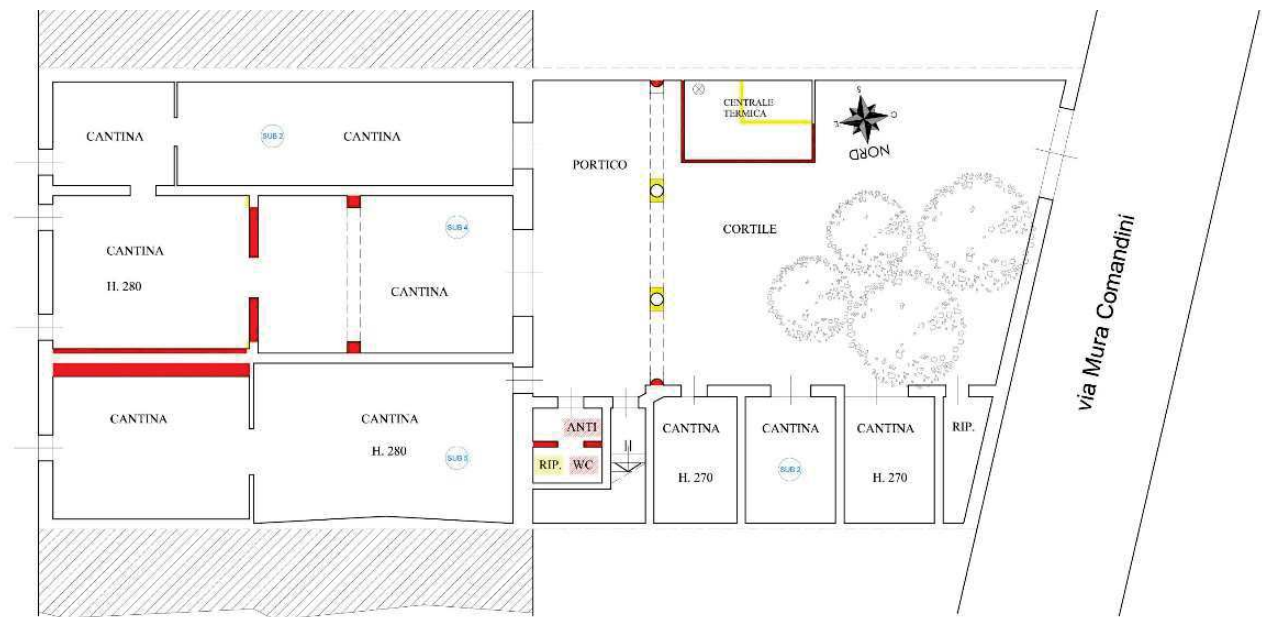 CANTINA
SUB 2
CANTINA
CENTRALE
TERMICA
S
O
E
NORD
PORTICO
CANTINA
H. 280
SUB 4
CORTILE
CANTINA
via Mura Comandini
CANTINA
CANTINA
H. 280
SUB 5
ANTI
RIP.
WC
CANTINA
H. 270
CANTINA
SUB 2
CANTINA
H. 270
RIP.